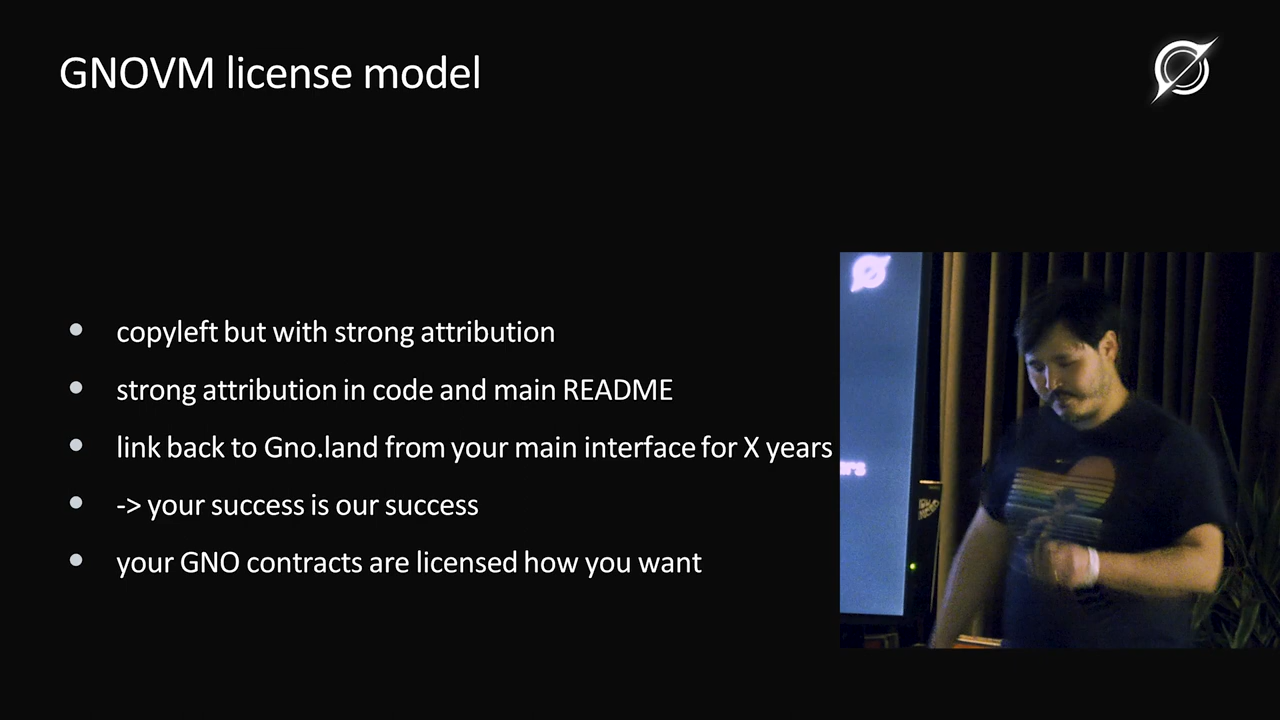 GNOVM license model
copyleft but with strong attribution
strong attribution in code and main README
link back to Gno.land from your main interface for X years
-> your success is our success
your GNO contracts are licensed how you want